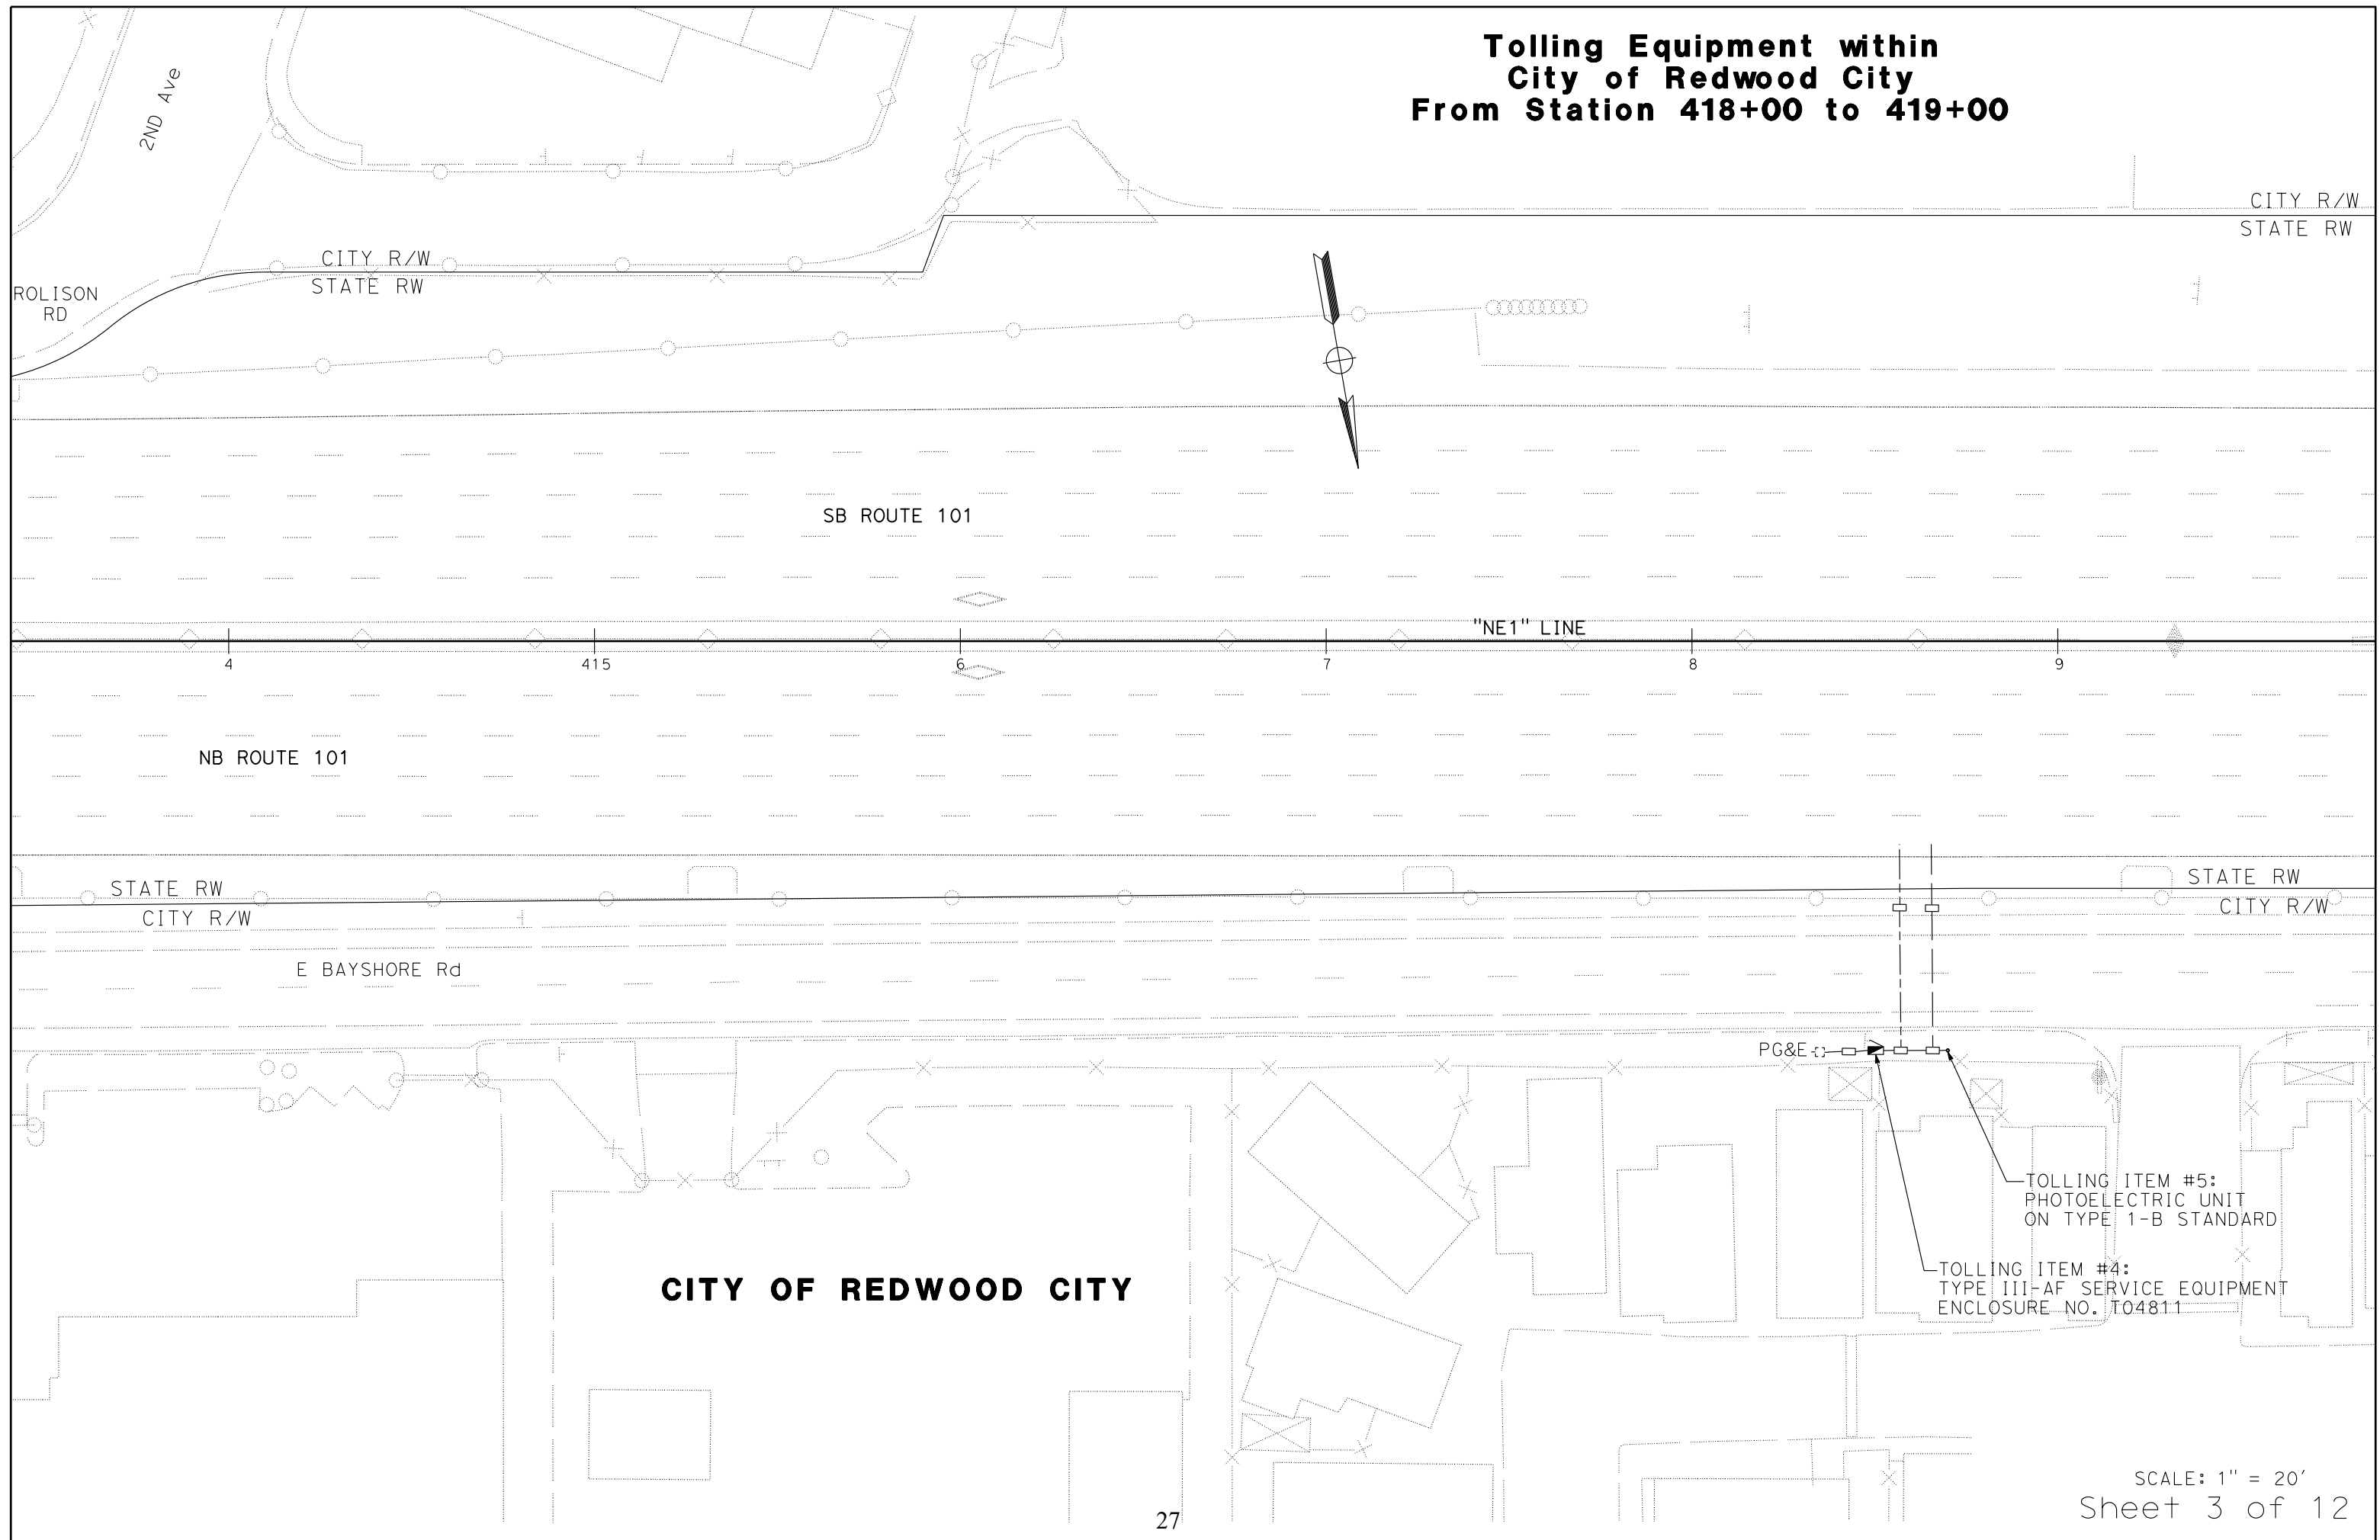 Tolling Equipment within
City of Redwood City
From Station 418+00 to 419+00
2ND Ave
CITY R/W
STATE RW
CITY R/W
STATE RW
ROLISON
RD
SB ROUTE 101
"NE1" LINE
4 415 6 7 8 9
NB ROUTE 101
STATE RW
CITY R/W
STATE RW
CITY R/W
E BAYSHORE Rd
PG&E
TOLLING ITEM #5:
PHOTOELECTRIC UNIT
ON TYPE 1-B STANDARD
TOLLING ITEM #4:
TYPE III-AF SERVICE EQUIPMENT
ENCLOSURE NO. T04811
CITY OF REDWOOD CITY
SCALE: 1" = 20'
Sheet 3 of 12
27